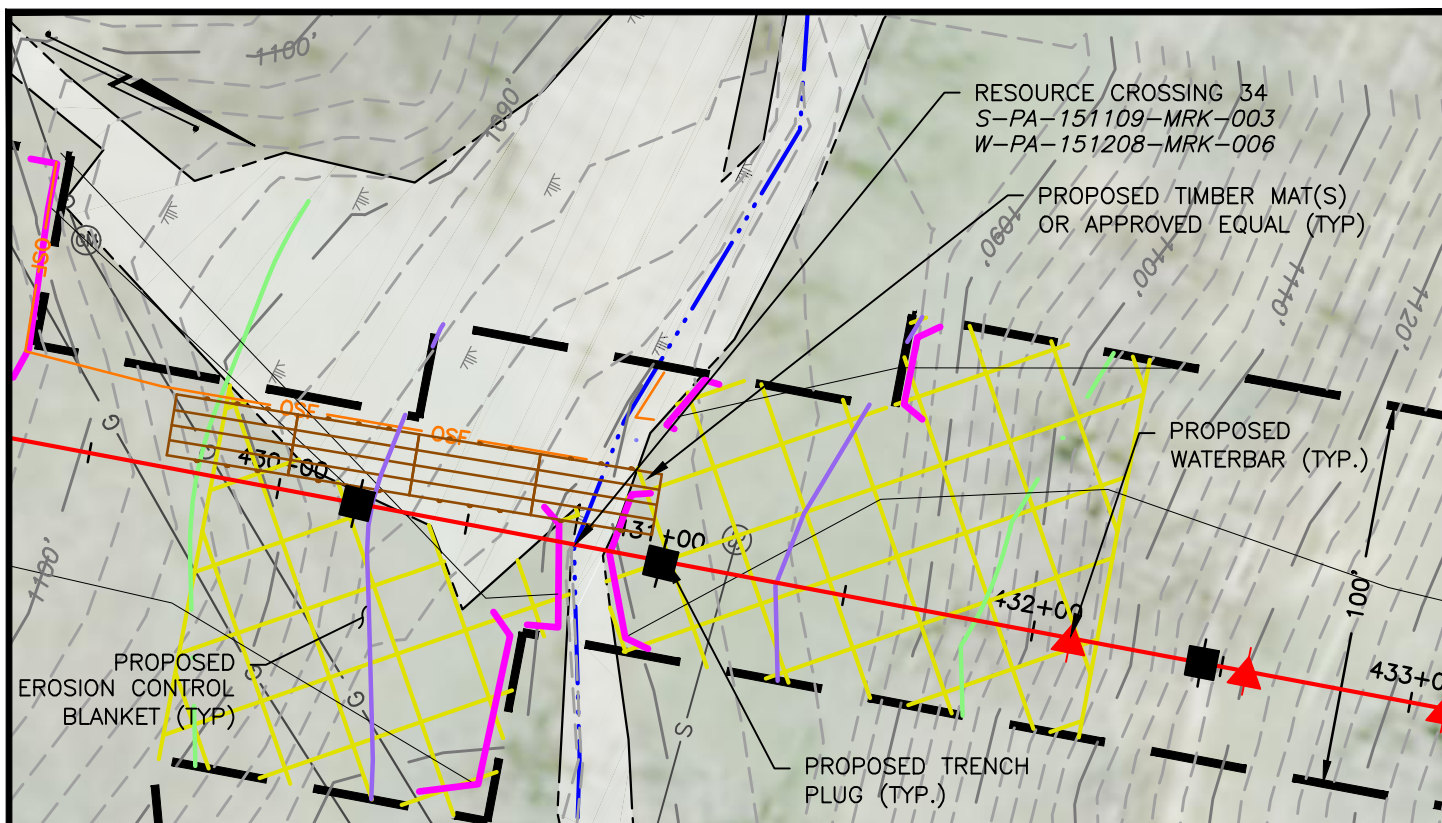 1100'
1090'
RESOURCE CROSSING 34
S-PA-151109-MRK-003
W-PA-151208-MRK-006
PROPOSED TIMBER MAT(S)
OR APPROVED EQUAL (TYP)
1090'
1100'
1110'
1120'
G
CM
OSF
OSF
OSF
G
G
430+00
431+00
432+00
433+0
PROPOSED
WATERBAR (TYP.)
100'
1100'
PROPOSED
EROSION CONTROL
BLANKET (TYP)
G
G
S
PROPOSED TRENCH
PLUG (TYP.)